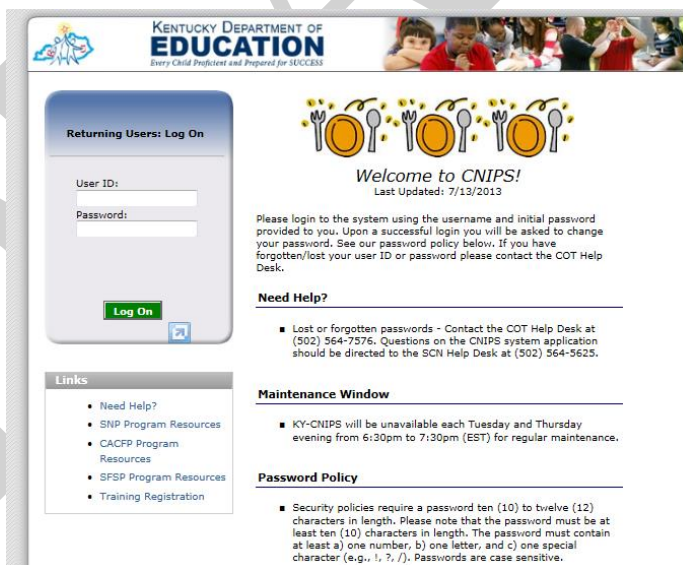 KENTUCKY DEPARTMENT OF
EDUCATION
Every Child Proficient and Prepared for SUCCESS
Returning Users: Log On
User ID:
Password:
Log On
Links
• Need Help?
• SNP Program Resources
• CACFP Program
Resources
• SFSP Program Resources
• Training Registration
Welcome to CNIPS!
Last Updated: 7/13/2013
Please login to the system using the username and initial password
provided to you. Upon a successful login you will be asked to change
your password. See our password policy below. If you have
forgotten/lost your user ID or password please contact the COT Help
Desk.
Need Help?
▪ Lost or forgotten passwords - Contact the COT Help Desk at
(502) 564-7576. Questions on the CNIPS system application
should be directed to the SCN Help Desk at (502) 564-5625.
Maintenance Window
▪ KY-CNIPS will be unavailable each Tuesday and Thursday
evening from 6:30pm to 7:30pm (EST) for regular maintenance.
Password Policy
▪ Security policies require a password ten (10) to twelve (12)
characters in length. Please note that the password must be at
least ten (10) characters in length. The password must contain
at least a) one number, b) one letter, and c) one special
character (e.g., !, ?, /). Passwords are case sensitive.